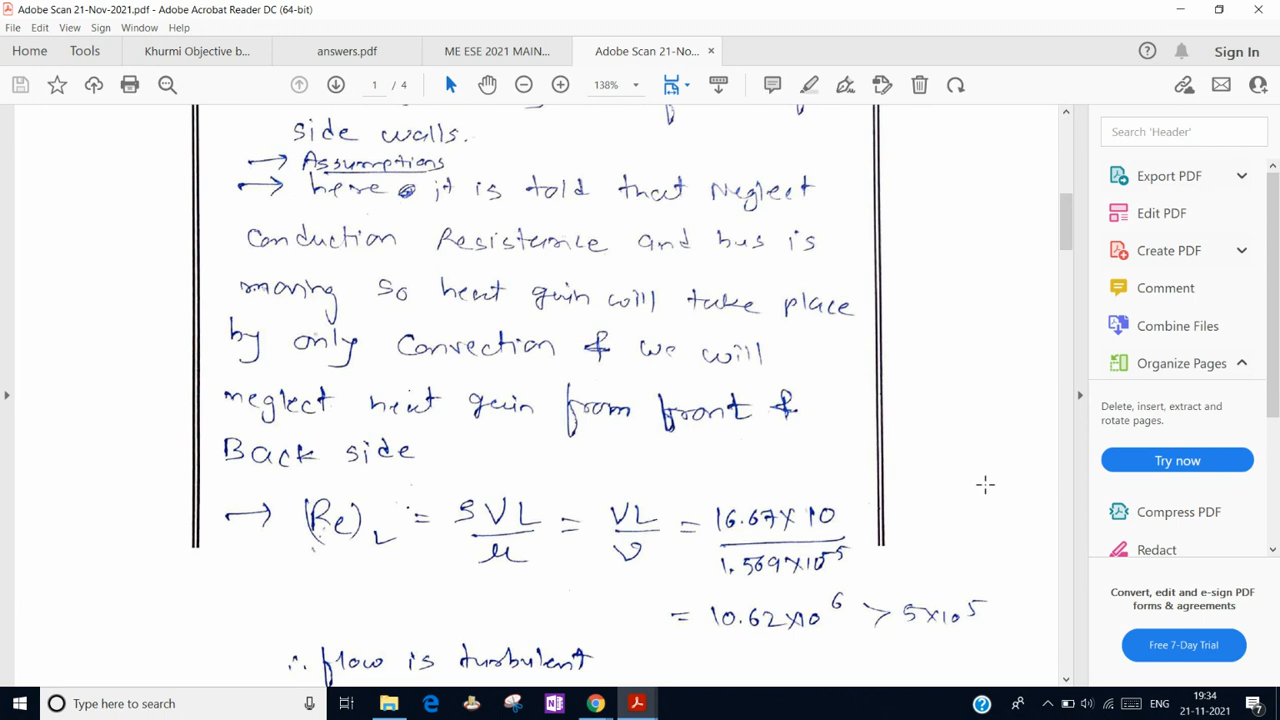 Adobe Scan 21-Nov-2021.pdf - Adobe Acrobat Reader DC (64-bit)
File Edit View Sign Window Help
Home Tools Khurmi Objective b... answers.pdf ME ESE 2021 MAIN... Adobe Scan 21-No... × Sign In
1 / 4 138%
side walls.
→ Assumptions
→ here it is told that Neglect
Conduction Resistance and bus is
moving so heat gain will take place
by only Convection & we will
neglect heat gain from front &
Back side
→ (Re)L = ρVL/μ = VL/ν = 16.67×10/1.569×10⁻⁵
= 10.62×10⁶ > 5×10⁵
∴ flow is turbulent
Search 'Header'
Export PDF
Edit PDF
Create PDF
Comment
Combine Files
Organize Pages
Delete, insert, extract and
rotate pages.
Try now
Compress PDF
Redact
Convert, edit and e-sign PDF
forms & agreements
Free 7-Day Trial
Type here to search
ENG
19:34
21-11-2021
7